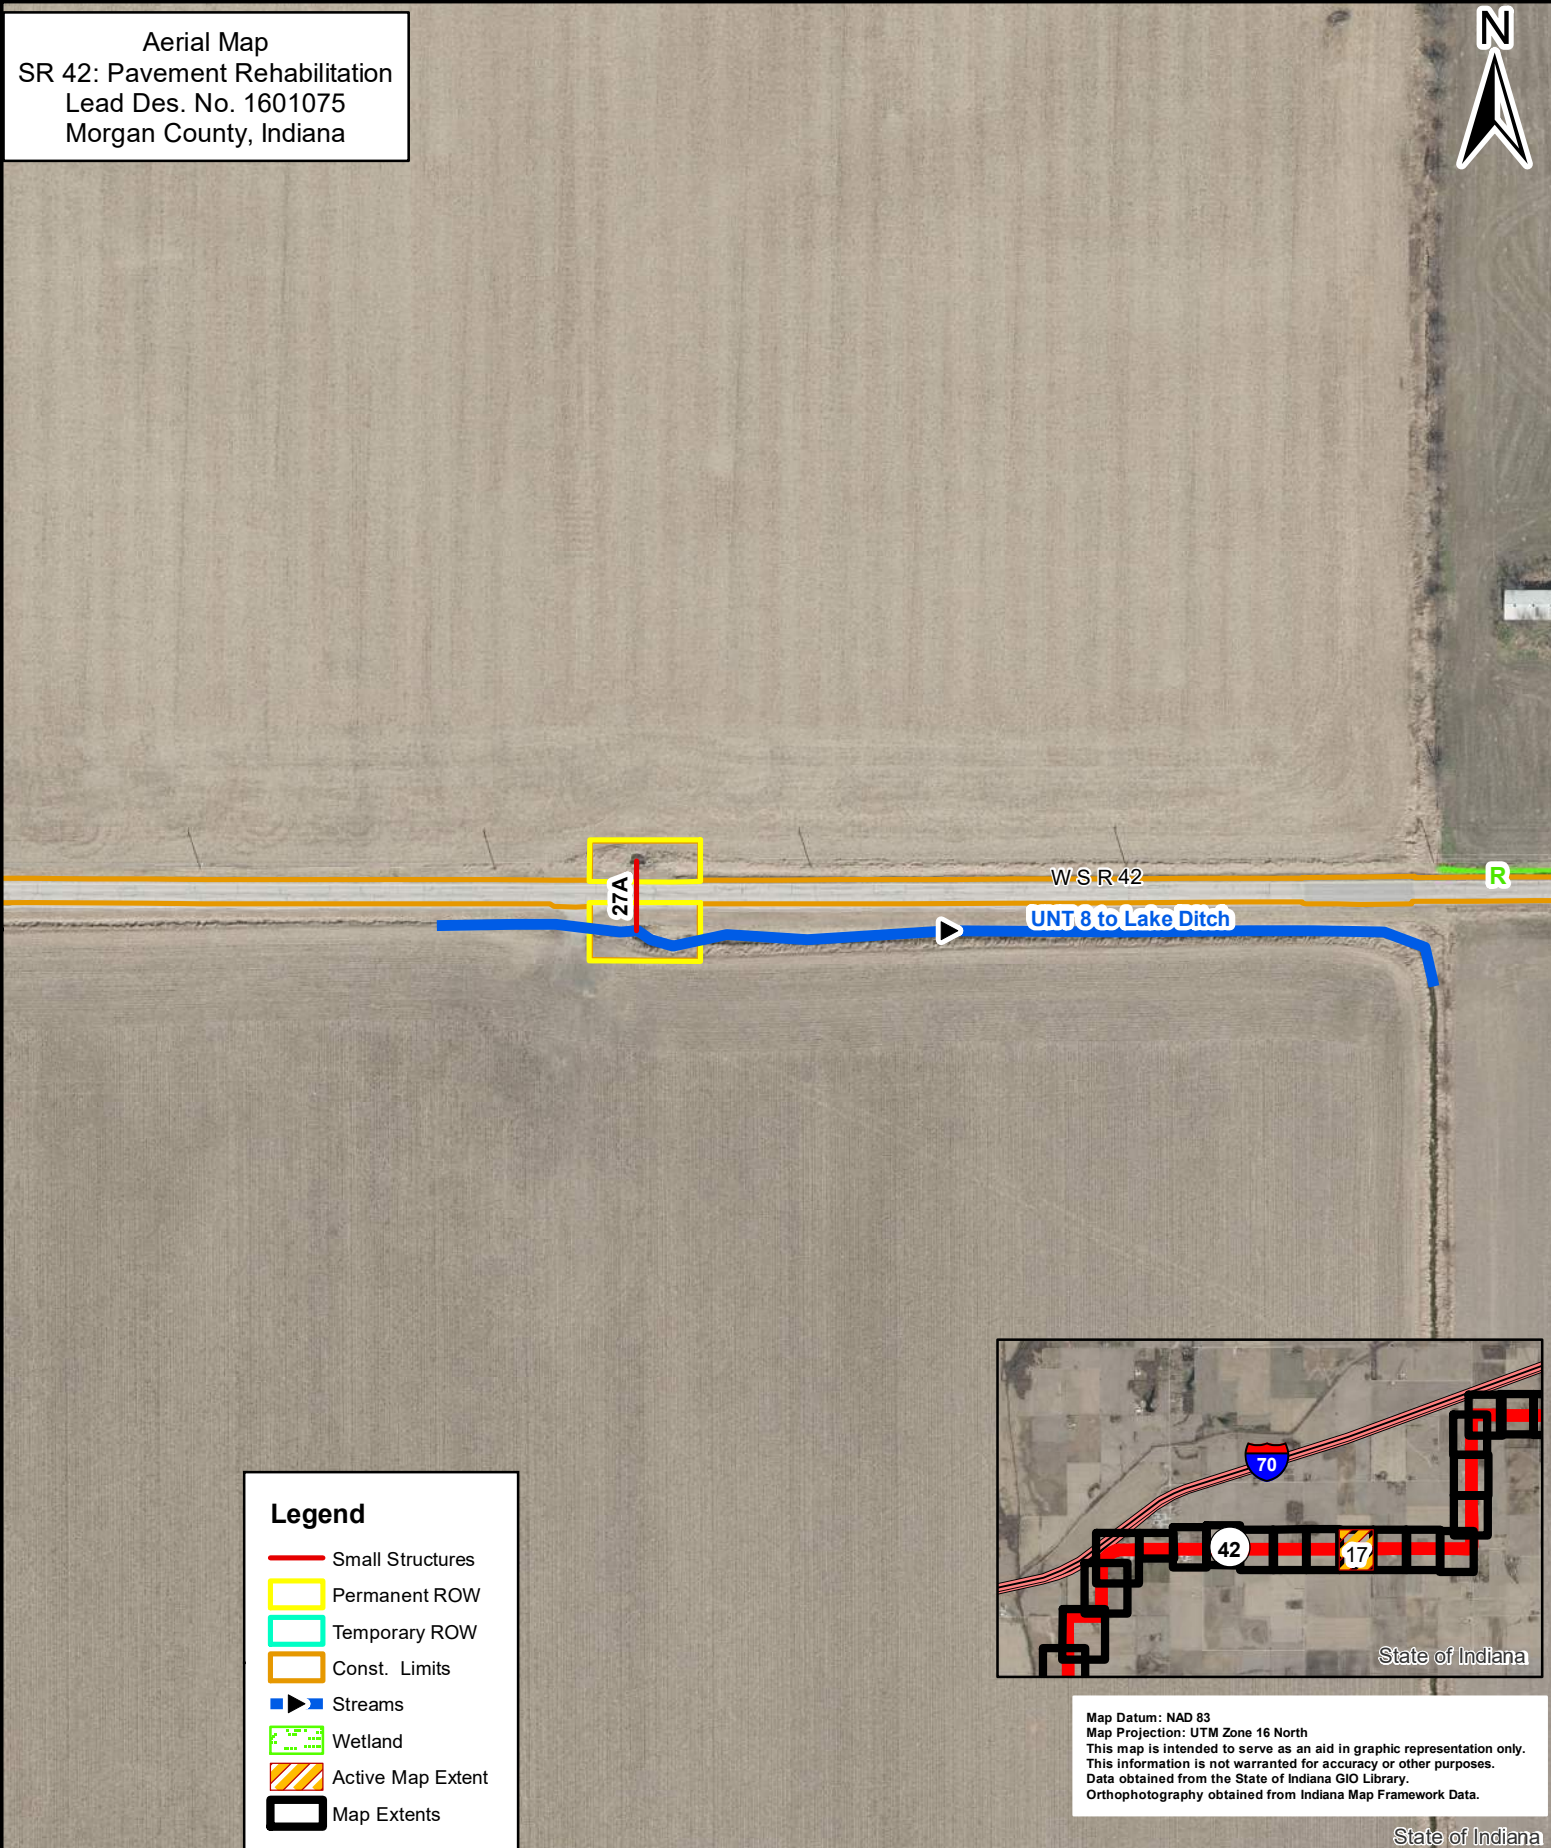 Aerial Map
SR 42: Pavement Rehabilitation
Lead Des. No. 1601075
Morgan County, Indiana
N
27A
W S R 42
R
UNT 8 to Lake Ditch
Legend
Small Structures
Permanent ROW
Temporary ROW
Const. Limits
Streams
Wetland
Active Map Extent
Map Extents
70
42
17
State of Indiana
Map Datum: NAD 83
Map Projection: UTM Zone 16 North
This map is intended to serve as an aid in graphic representation only.
This information is not warranted for accuracy or other purposes.
Data obtained from the State of Indiana GIO Library.
Orthophotography obtained from Indiana Map Framework Data.
State of Indiana